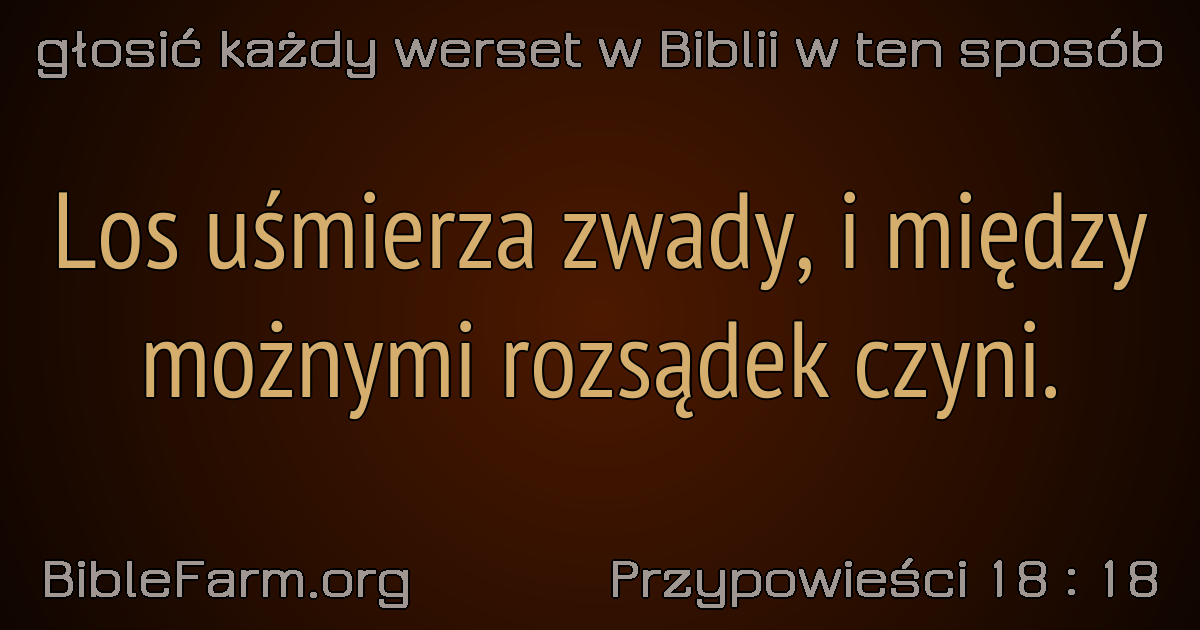 głosić każdy werset w Biblii w ten sposób
Los uśmierza zwady, i między
możnymi rozsądek czyni.
BibleFarm.org
Przypowieści 18 : 18